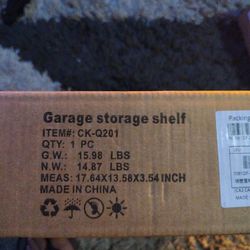 Garage storage shelf
ITEM#: CK-Q201
QTY: 1 PC
G.W.: 15.98 LBS
N.W.: 14.87 LBS
MEAS: 17.64X13.58X3.54 INCH
MADE IN CHINA
Packing